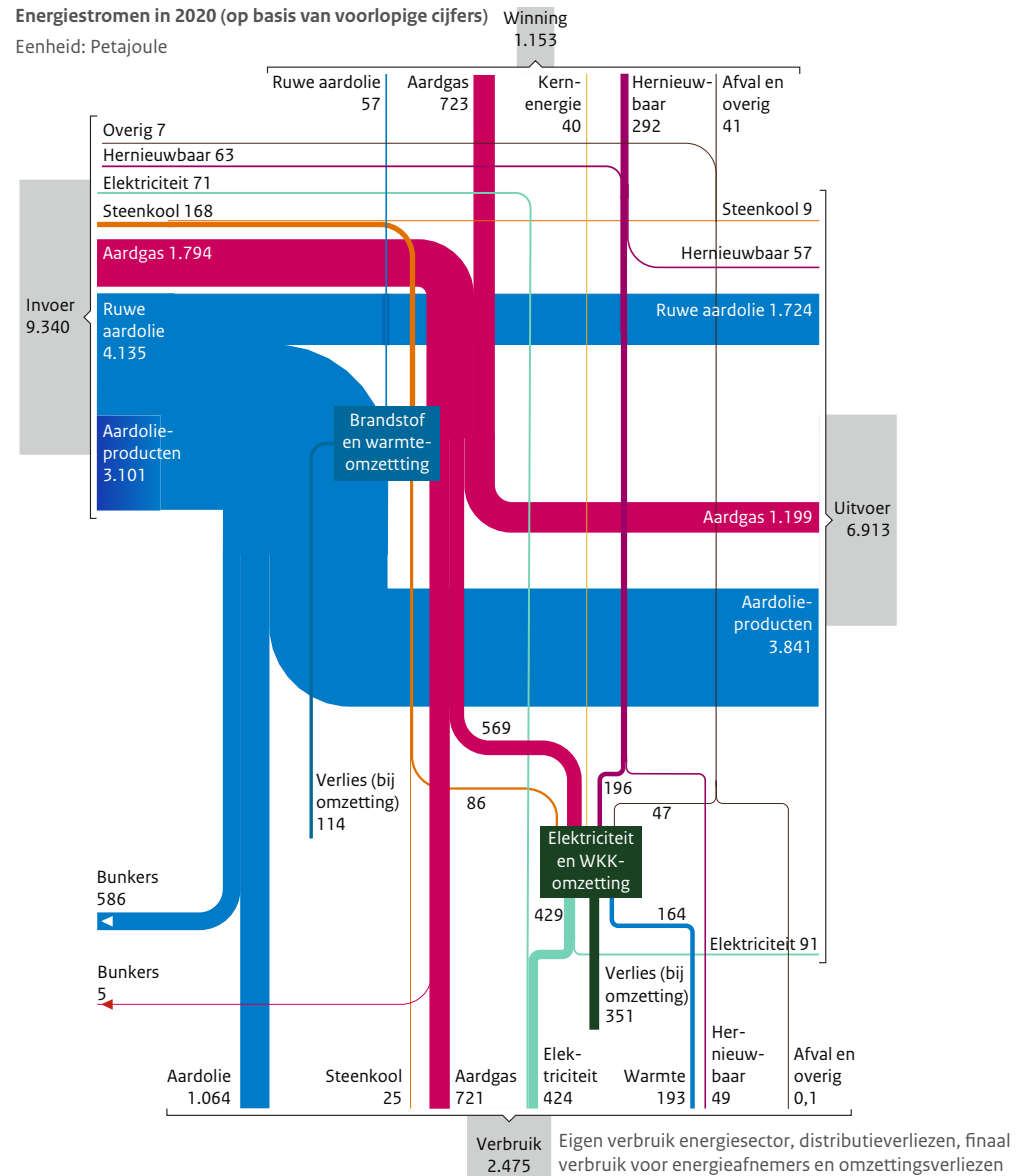 Energiestromen in 2020 (op basis van voorlopige cijfers)
Eenheid: Petajoule
Winning
1.153
Ruwe aardolie
57
Aardgas
723
Kern-
energie
40
Hernieuw-
baar
292
Afval en
overig
41
Invoer
9.340
Overig 7
Hernieuwbaar 63
Elektriciteit 71
Steenkool 168
Aardgas 1.794
Ruwe
aardolie
4.135
Aardolie-
producten
3.101
Steenkool 9
Hernieuwbaar 57
Ruwe aardolie 1.724
Brandstof
en warmte-
omzettting
Aardgas 1.199
Uitvoer
6.913
Aardolie-
producten
3.841
569
Verlies (bij
omzetting)
114
86
196
47
Elektriciteit
en WKK-
omzetting
Bunkers
586
429
164
Elektriciteit 91
Bunkers
5
Verlies (bij
omzetting)
351
Aardolie
1.064
Steenkool
25
Aardgas
721
Elek-
triciteit
424
Warmte
193
Her-
nieuw-
baar
49
Afval en
overig
0,1
Verbruik
2.475
Eigen verbruik energiesector, distributieverliezen, finaal
verbruik voor energieafnemers en omzettingsverliezen